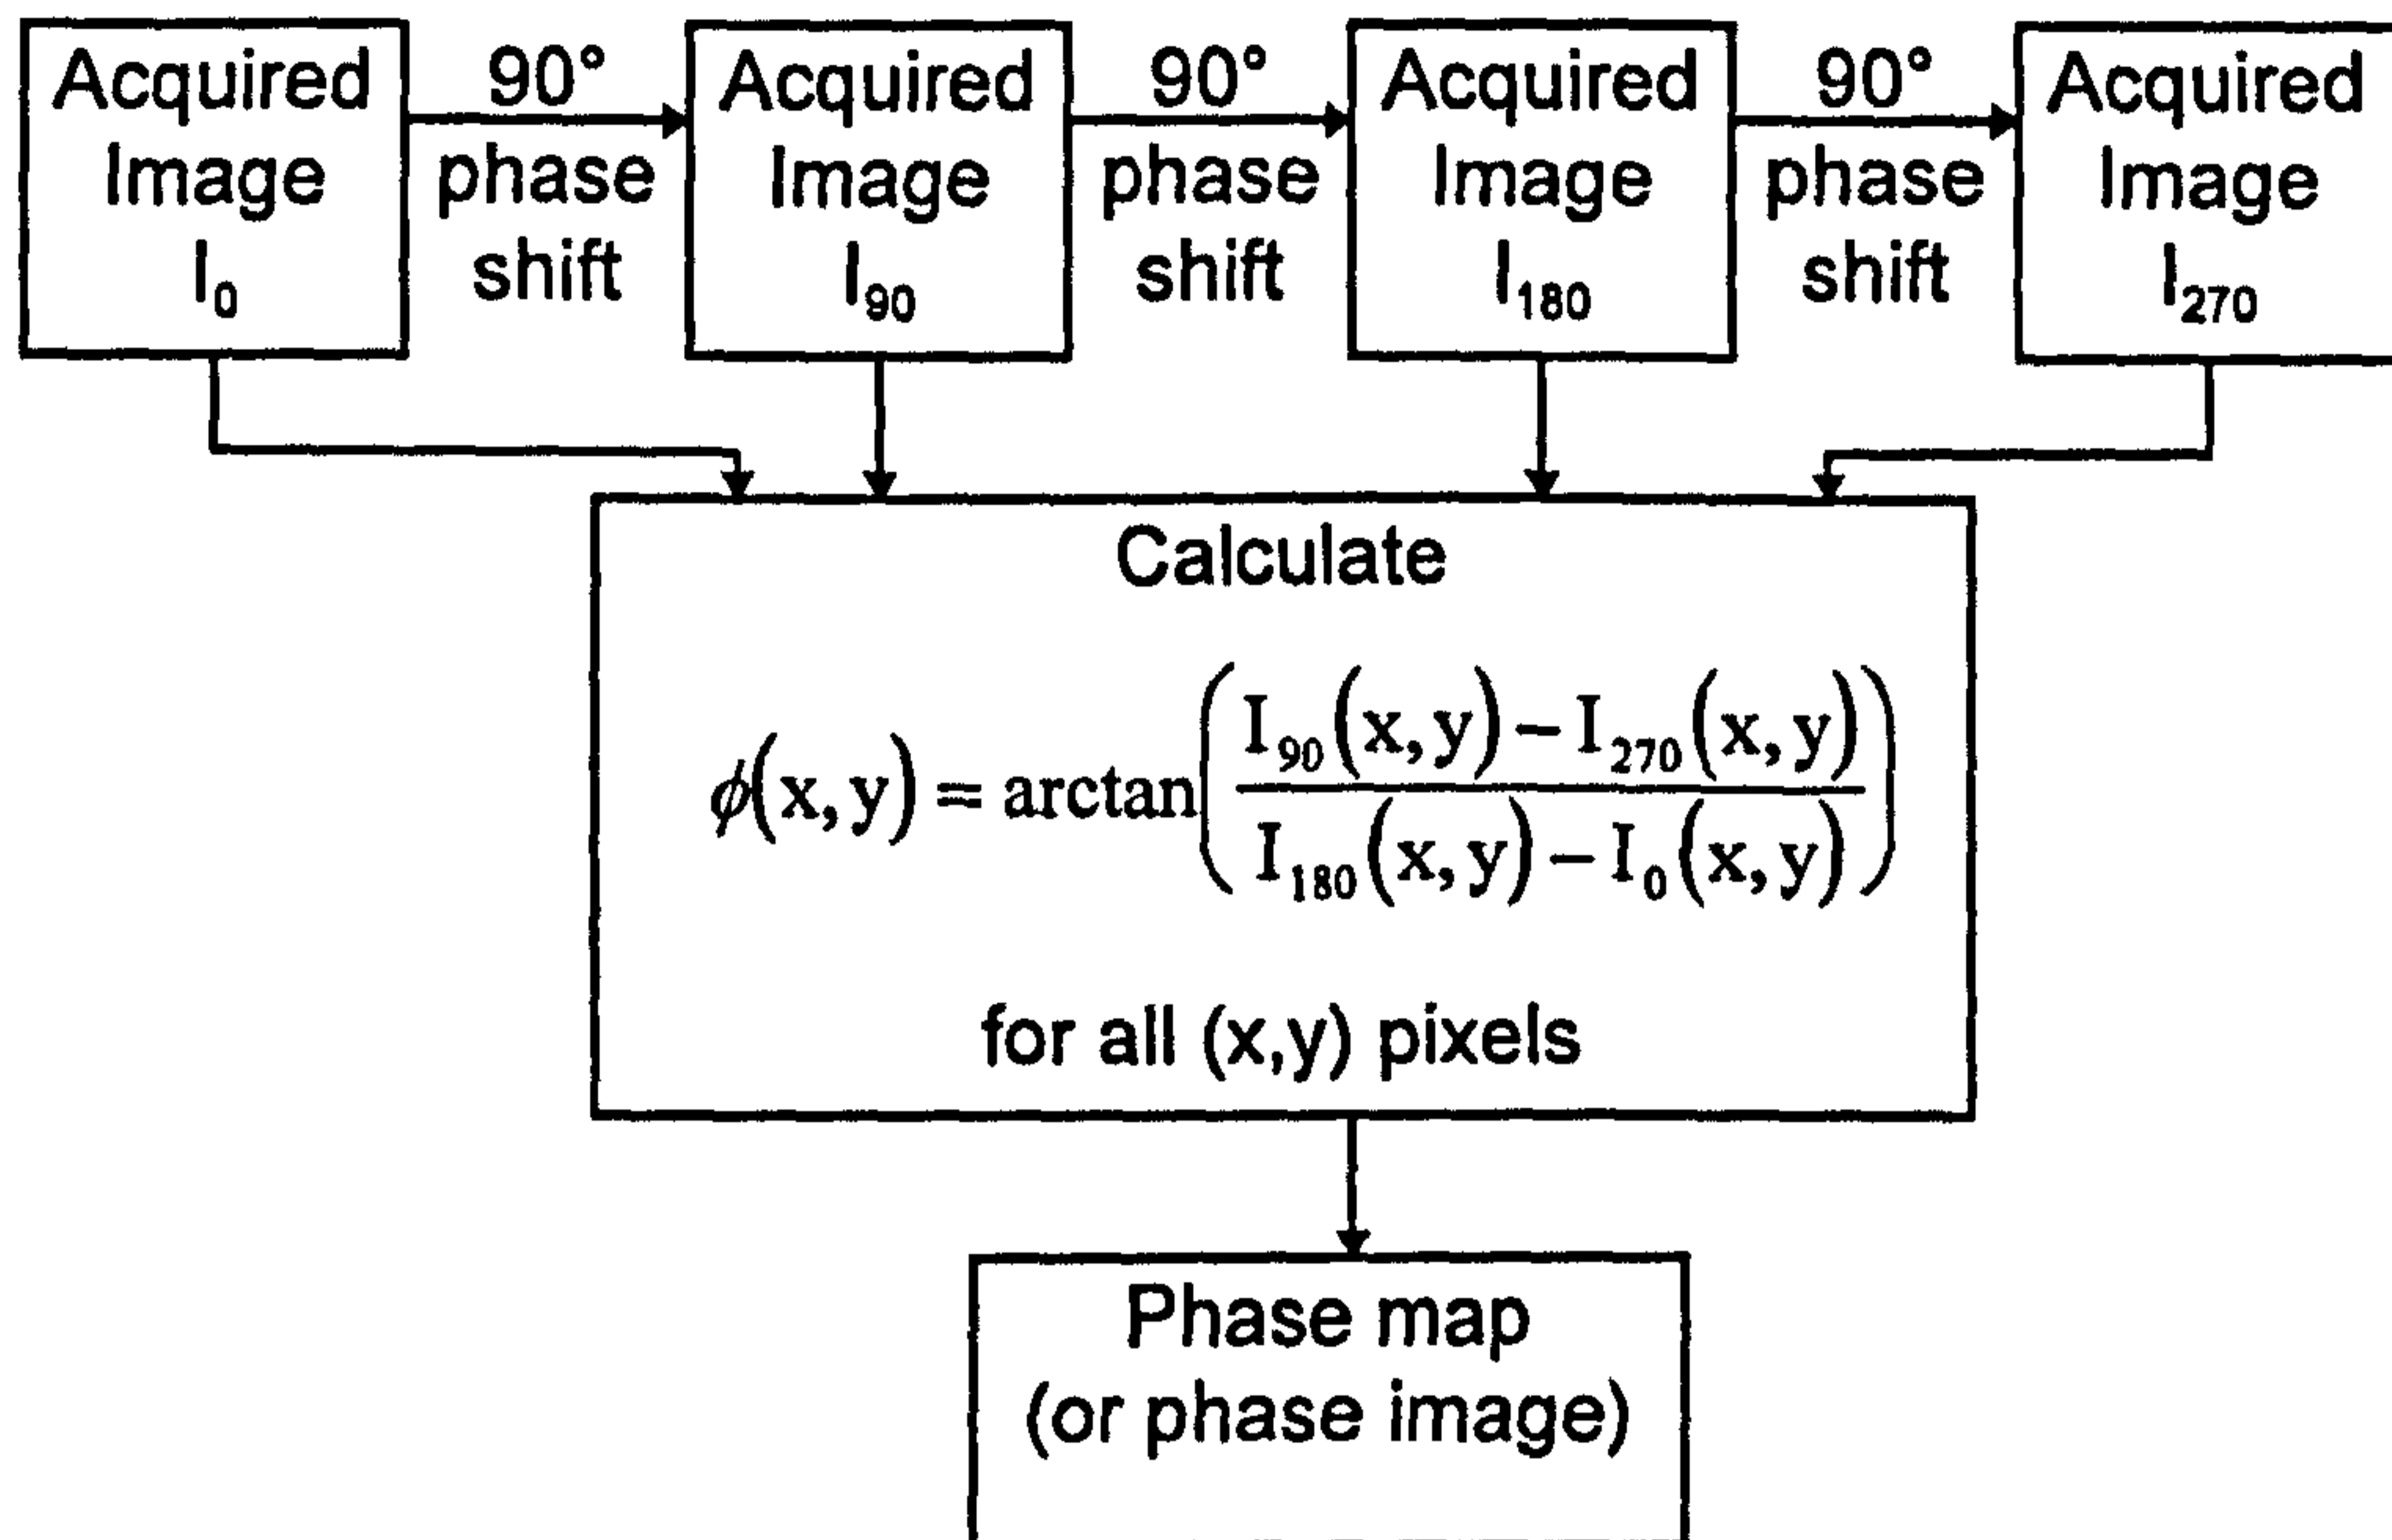 Acquired
Image
I₀
90°
phase
shift
Acquired
Image
I₉₀
90°
phase
shift
Acquired
Image
I₁₈₀
90°
phase
shift
Acquired
Image
I₂₇₀
Calculate
ϕ(x,y) = arctan((I₉₀(x,y) − I₂₇₀(x,y)) / (I₁₈₀(x,y) − I₀(x,y)))
for all (x,y) pixels
Phase map
(or phase image)